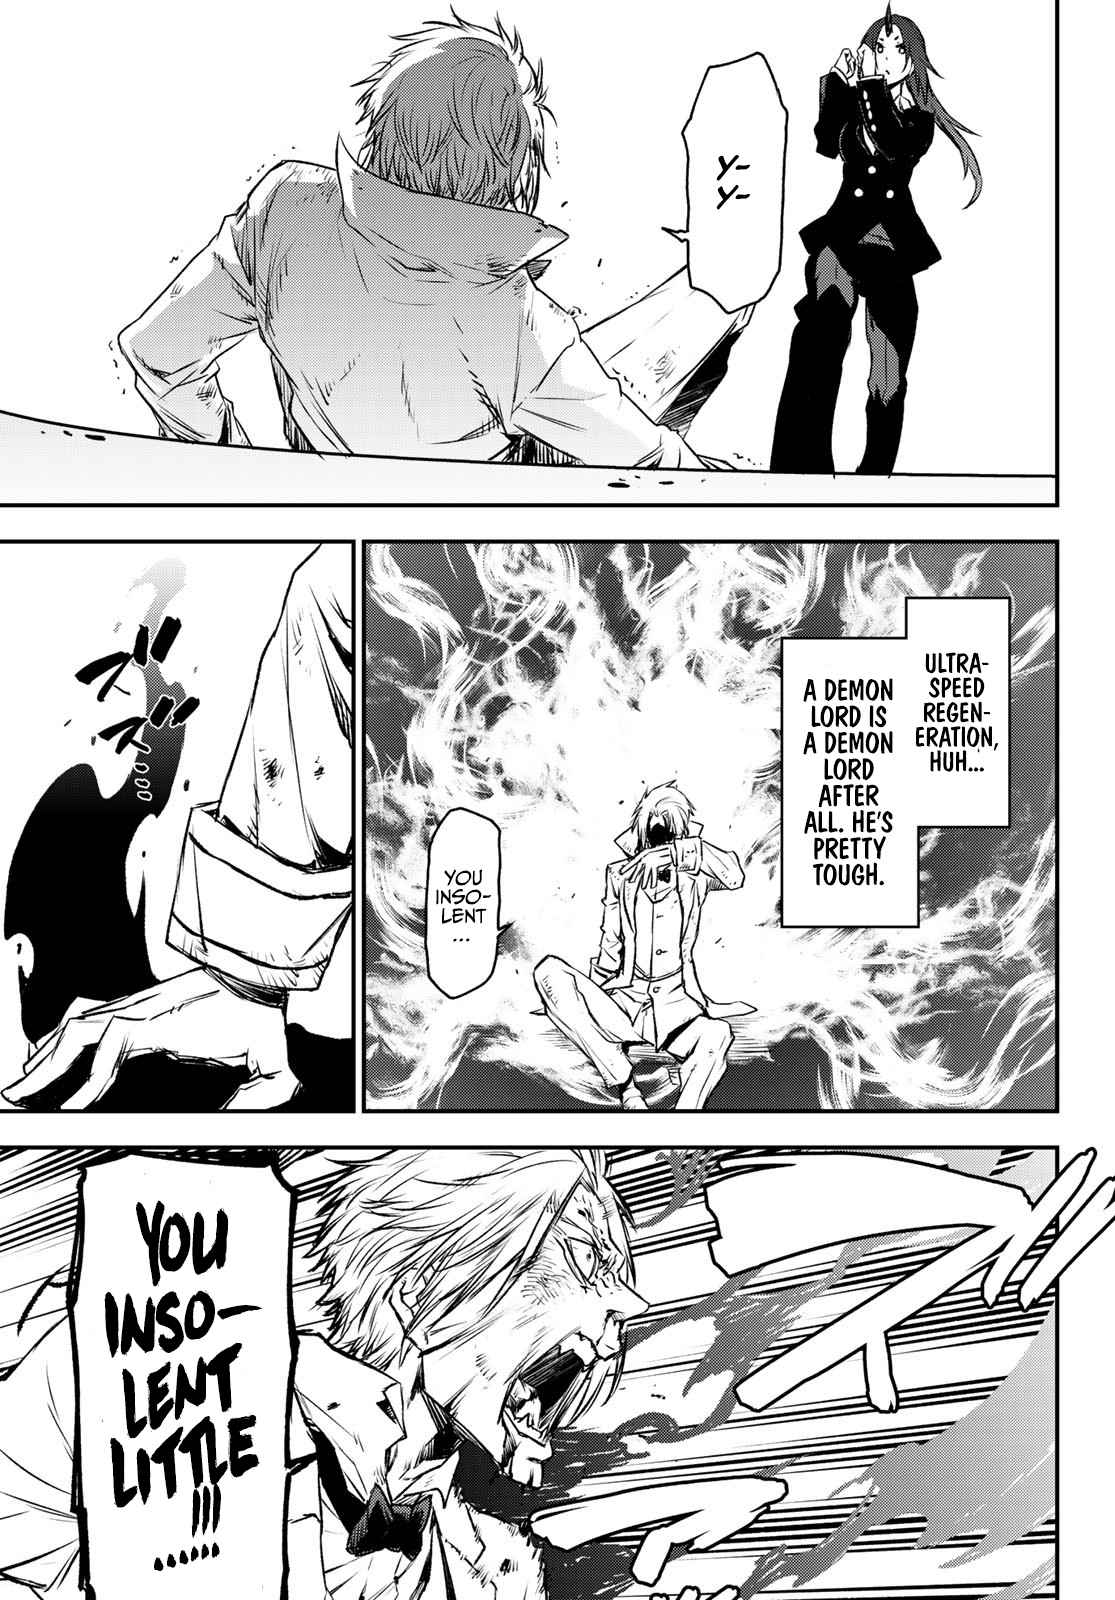 Y-
Y-
ULTRA-
SPEED
REGEN-
ERATION,
HUH...
A DEMON
LORD IS
A DEMON
LORD
AFTER
ALL. HE'S
PRETTY
TOUGH.
YOU
INSO-
LENT
...
ズズ
YOU
INSO-
LENT
LITTLE
.......!!!